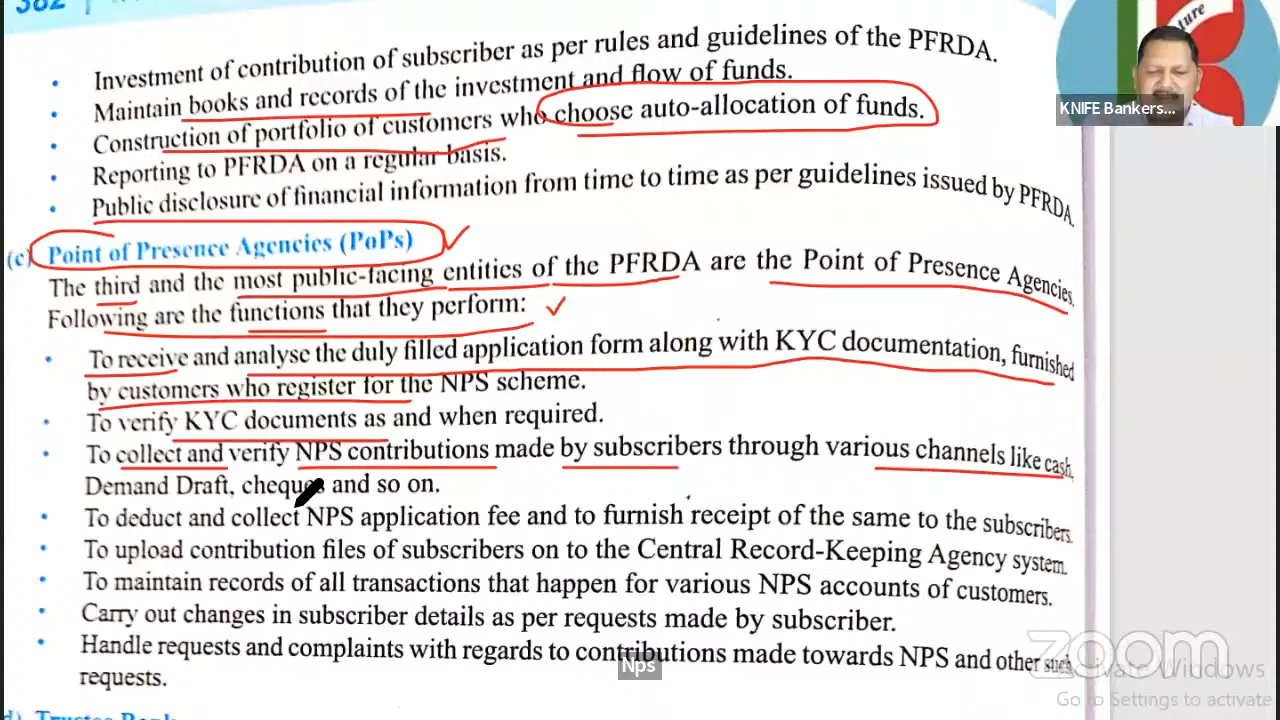 382
Investment of contribution of subscriber as per rules and guidelines of the PFRDA.
• Maintain books and records of the investment and flow of funds.
• Construction of portfolio of customers who choose auto-allocation of funds.
• Reporting to PFRDA on a regular basis.
• Public disclosure of financial information from time to time as per guidelines issued by PFRDA.
(c) Point of Presence Agencies (PoPs)
The third and the most public-facing entities of the PFRDA are the Point of Presence Agencies.
Following are the functions that they perform:
• To receive and analyse the duly filled application form along with KYC documentation, furnished
by customers who register for the NPS scheme.
• To verify KYC documents as and when required.
• To collect and verify NPS contributions made by subscribers through various channels like cash,
Demand Draft, cheques and so on.
• To deduct and collect NPS application fee and to furnish receipt of the same to the subscribers.
• To upload contribution files of subscribers on to the Central Record-Keeping Agency system.
• To maintain records of all transactions that happen for various NPS accounts of customers.
• Carry out changes in subscriber details as per requests made by subscriber.
• Handle requests and complaints with regards to contributions made towards NPS and other such
requests.
d) Trustee Bank
KNIFE Bankers...
Nps
zoom
Activate Windows
Go to Settings to activate